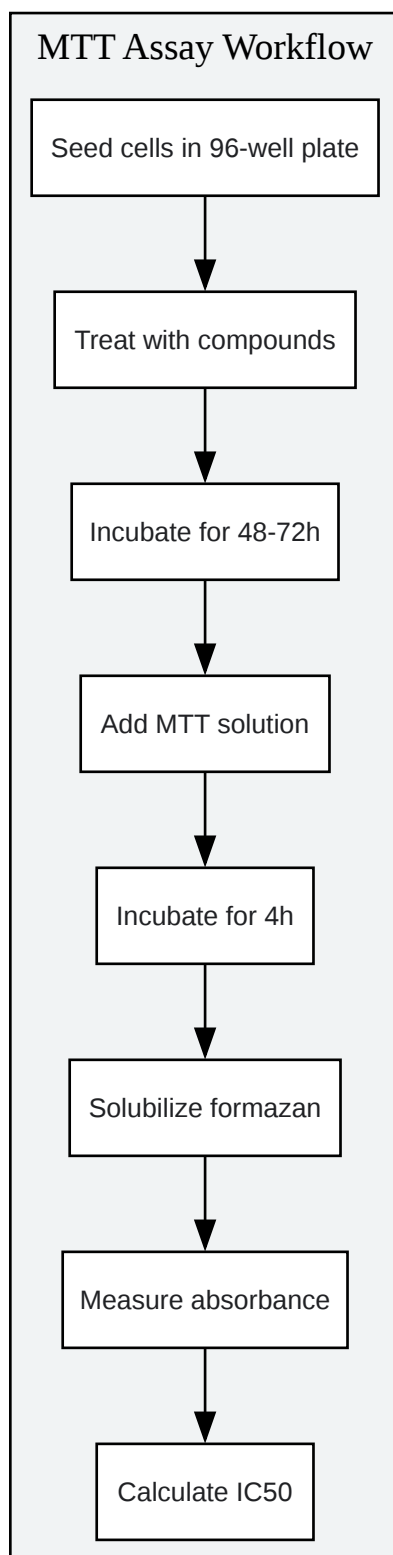 MTT Assay Workflow
Seed cells in 96-well plate
Treat with compounds
Incubate for 48-72h
Add MTT solution
Incubate for 4h
Solubilize formazan
Measure absorbance
Calculate IC50